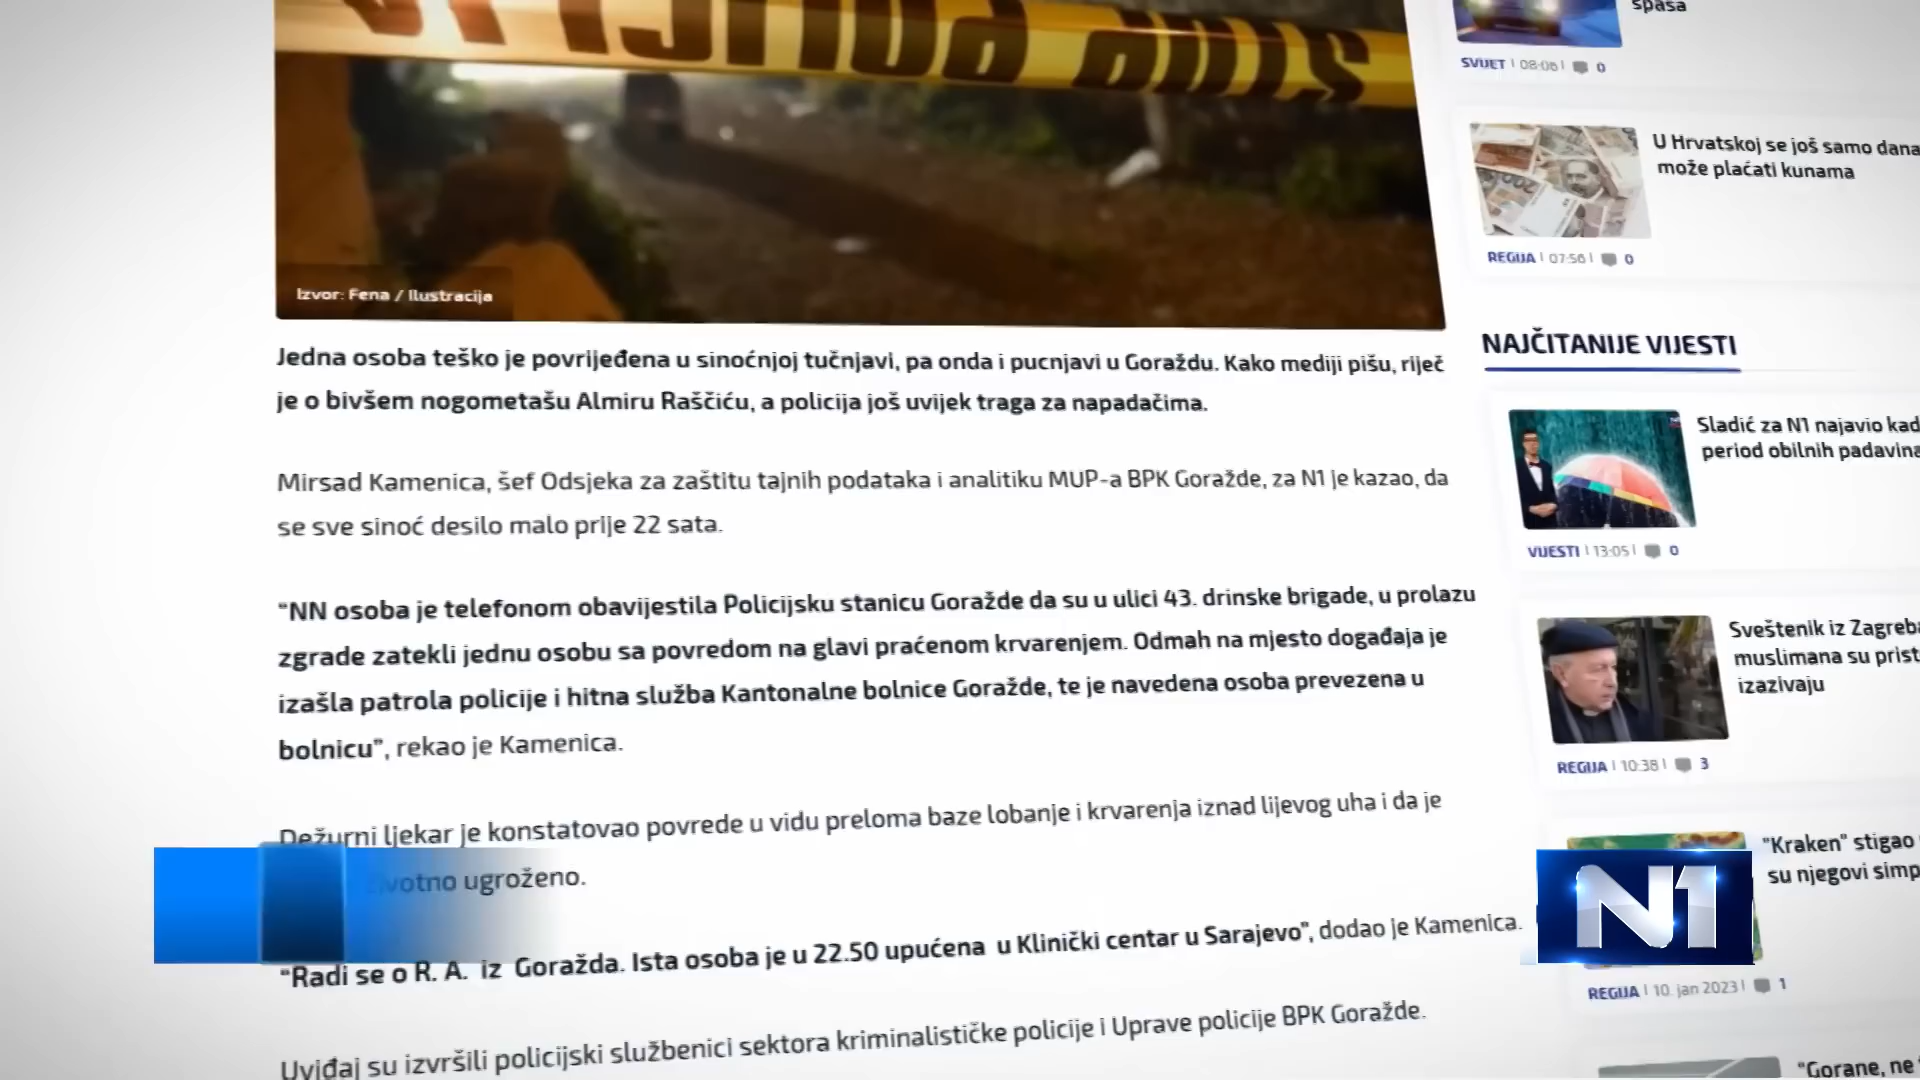 STOP POLICIJA
Izvor: Fena / Ilustracija
Jedna osoba teško je povrijeđena u sinoćnjoj tučnjavi, pa onda i pucnjavi u Goraždu. Kako mediji pišu, riječ
je o bivšem nogometašu Almiru Raščiću, a policija još uvijek traga za napadačima.
Mirsad Kamenica, šef Odsjeka za zaštitu tajnih podataka i analitiku MUP-a BPK Goražde, za N1 je kazao, da
se sve sinoć desilo malo prije 22 sata.
“NN osoba je telefonom obavijestila Policijsku stanicu Goražde da su u ulici 43. drinske brigade, u prolazu
zgrade zatekli jednu osobu sa povredom na glavi praćenom krvarenjem. Odmah na mjesto događaja je
izašla patrola policije i hitna služba Kantonalne bolnice Goražde, te je navedena osoba prevezena u
bolnicu”, rekao je Kamenica.
Dežurni ljekar je konstatovao povrede u vidu preloma baze lobanje i krvarenja iznad lijevog uha i da je
životno ugroženo.
“Radi se o R. A. iz Goražda. Ista osoba je u 22.50 upućena u Klinički centar u Sarajevo”, dodao je Kamenica.
Uviđaj su izvršili policijski službenici sektora kriminalističke policije i Uprave policije BPK Goražde.
spasa
SVIJET | 08:06 | 0
U Hrvatskoj se još samo dana
može plaćati kunama
REGIJA | 07:56 | 0
NAJČITANIJE VIJESTI
Sladić za N1 najavio kad
period obilnih padavina
VIJESTI | 13:05 | 0
Sveštenik iz Zagreba
muslimana su prist
izazivaju
REGIJA | 10:38 | 3
"Kraken" stigao
su njegovi simp
N1
REGIJA | 10. jan 2023 | 1
"Gorane, ne